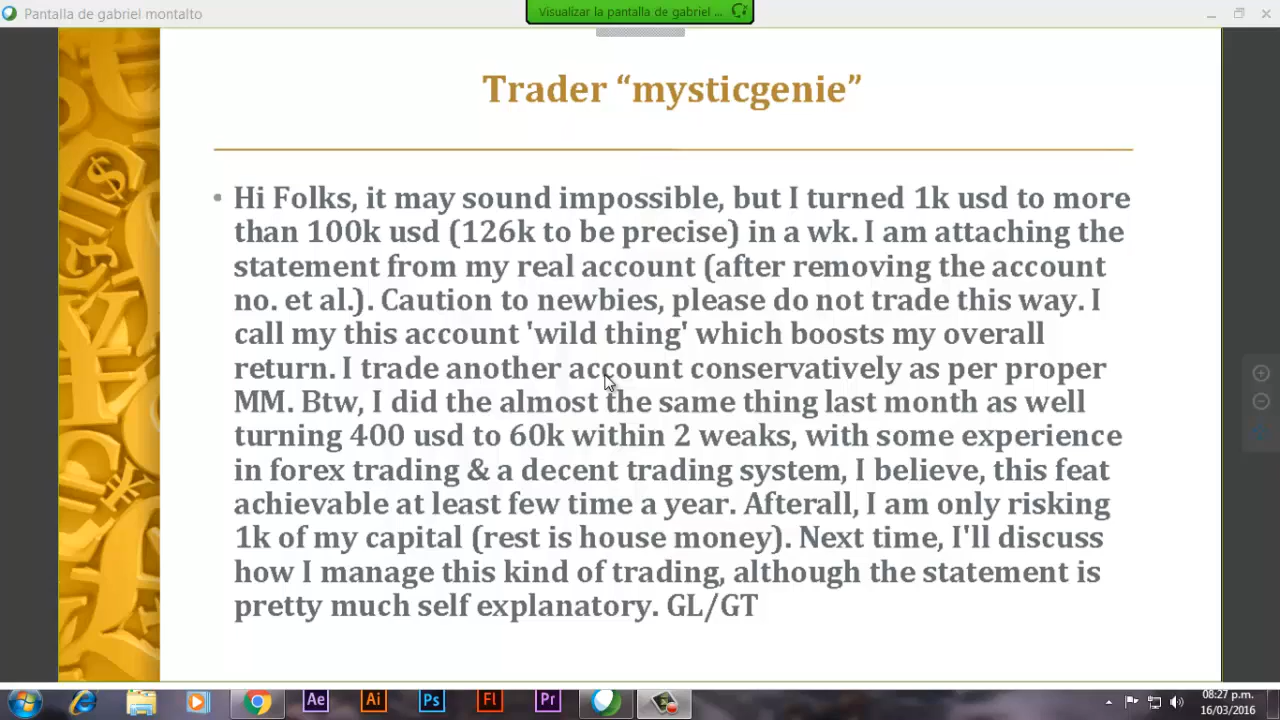 Pantalla de gabriel montalto
Visualizar la pantalla de gabriel ...
Trader “mysticgenie”
• Hi Folks, it may sound impossible, but I turned 1k usd to more
than 100k usd (126k to be precise) in a wk. I am attaching the
statement from my real account (after removing the account
no. et al.). Caution to newbies, please do not trade this way. I
call my this account 'wild thing' which boosts my overall
return. I trade another account conservatively as per proper
MM. Btw, I did the almost the same thing last month as well
turning 400 usd to 60k within 2 weaks, with some experience
in forex trading & a decent trading system, I believe, this feat
achievable at least few time a year. Afterall, I am only risking
1k of my capital (rest is house money). Next time, I'll discuss
how I manage this kind of trading, although the statement is
pretty much self explanatory. GL/GT
Ae Ai Ps Fl Pr
08:27 p.m.
16/03/2016